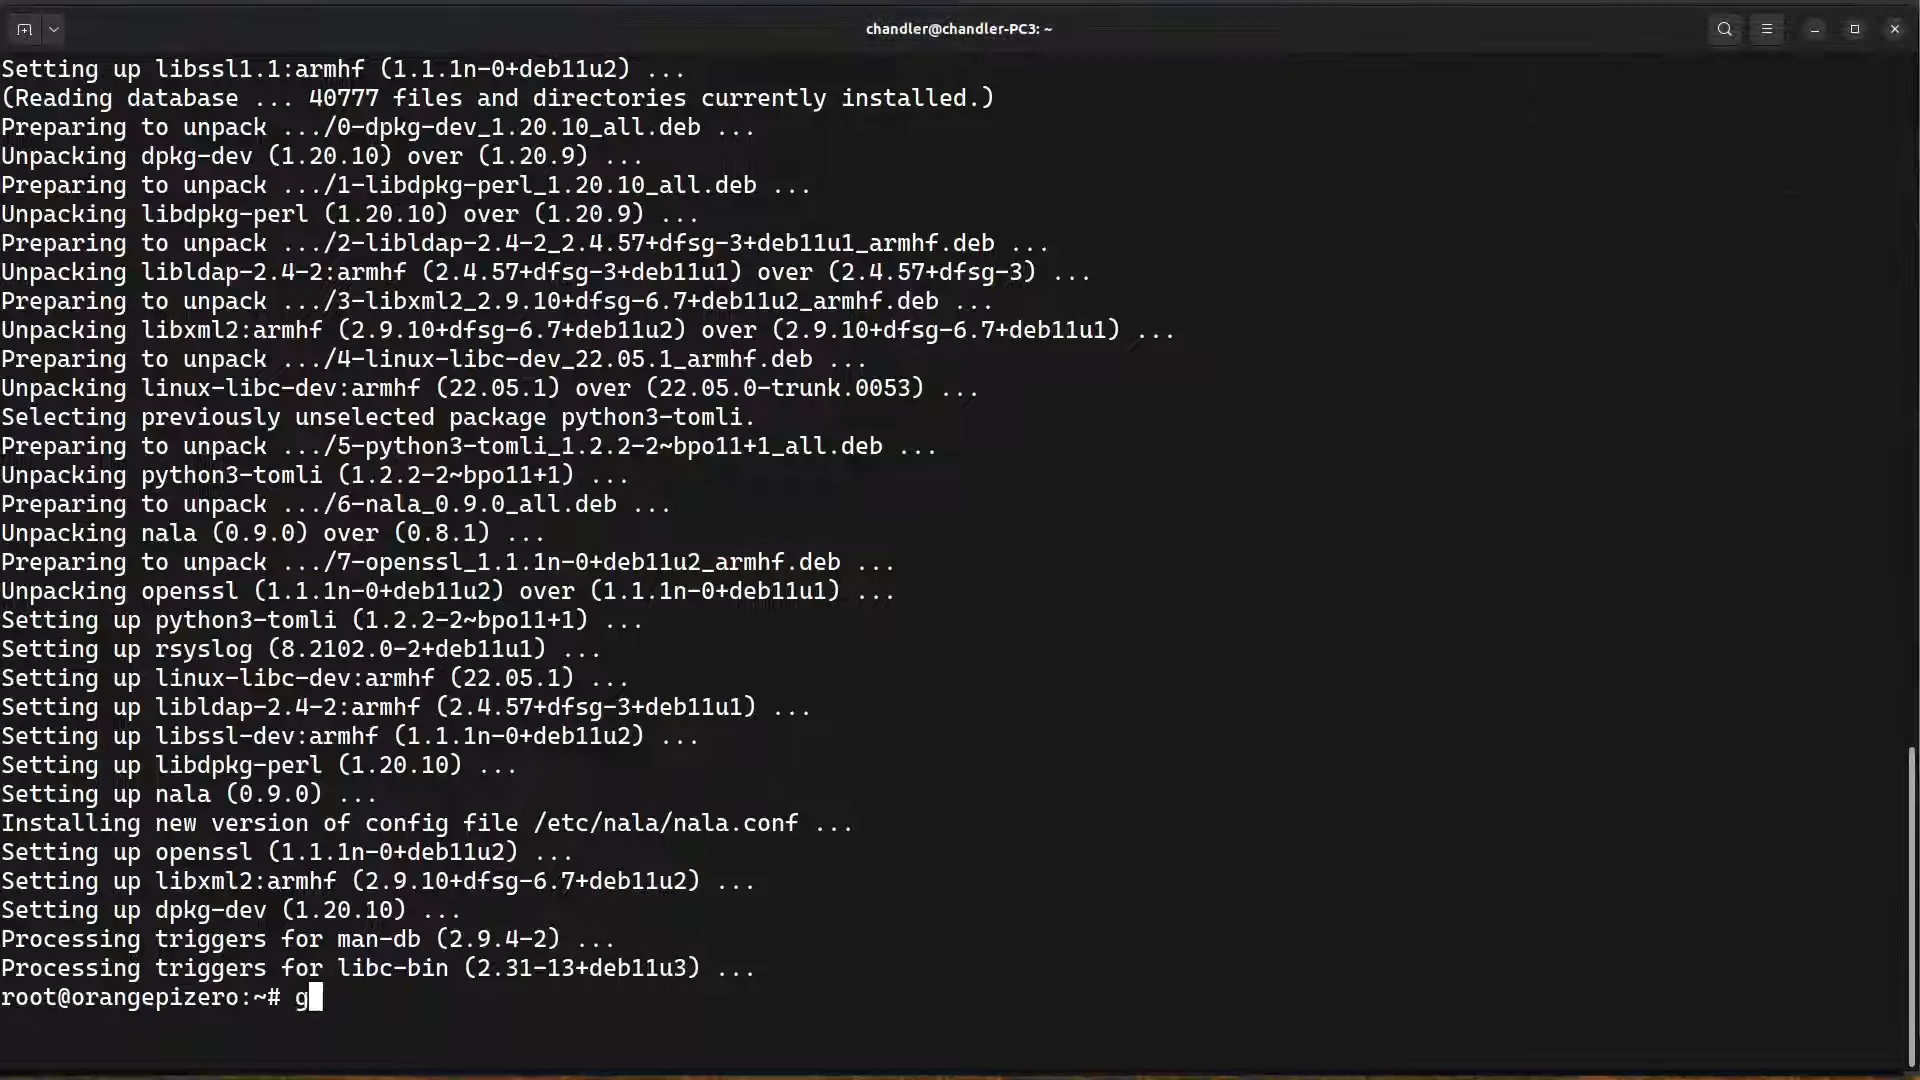 chandler@chandler-PC3: ~
Setting up libssl1.1:armhf (1.1.1n-0+deb11u2) ...
(Reading database ... 40777 files and directories currently installed.)
Preparing to unpack .../0-dpkg-dev_1.20.10_all.deb ...
Unpacking dpkg-dev (1.20.10) over (1.20.9) ...
Preparing to unpack .../1-libdpkg-perl_1.20.10_all.deb ...
Unpacking libdpkg-perl (1.20.10) over (1.20.9) ...
Preparing to unpack .../2-libldap-2.4-2_2.4.57+dfsg-3+deb11u1_armhf.deb ...
Unpacking libldap-2.4-2:armhf (2.4.57+dfsg-3+deb11u1) over (2.4.57+dfsg-3) ...
Preparing to unpack .../3-libxml2_2.9.10+dfsg-6.7+deb11u2_armhf.deb ...
Unpacking libxml2:armhf (2.9.10+dfsg-6.7+deb11u2) over (2.9.10+dfsg-6.7+deb11u1) ...
Preparing to unpack .../4-linux-libc-dev_22.05.1_armhf.deb ...
Unpacking linux-libc-dev:armhf (22.05.1) over (22.05.0-trunk.0053) ...
Selecting previously unselected package python3-tomli.
Preparing to unpack .../5-python3-tomli_1.2.2-2~bpo11+1_all.deb ...
Unpacking python3-tomli (1.2.2-2~bpo11+1) ...
Preparing to unpack .../6-nala_0.9.0_all.deb ...
Unpacking nala (0.9.0) over (0.8.1) ...
Preparing to unpack .../7-openssl_1.1.1n-0+deb11u2_armhf.deb ...
Unpacking openssl (1.1.1n-0+deb11u2) over (1.1.1n-0+deb11u1) ...
Setting up python3-tomli (1.2.2-2~bpo11+1) ...
Setting up rsyslog (8.2102.0-2+deb11u1) ...
Setting up linux-libc-dev:armhf (22.05.1) ...
Setting up libldap-2.4-2:armhf (2.4.57+dfsg-3+deb11u1) ...
Setting up libssl-dev:armhf (1.1.1n-0+deb11u2) ...
Setting up libdpkg-perl (1.20.10) ...
Setting up nala (0.9.0) ...
Installing new version of config file /etc/nala/nala.conf ...
Setting up openssl (1.1.1n-0+deb11u2) ...
Setting up libxml2:armhf (2.9.10+dfsg-6.7+deb11u2) ...
Setting up dpkg-dev (1.20.10) ...
Processing triggers for man-db (2.9.4-2) ...
Processing triggers for libc-bin (2.31-13+deb11u3) ...
root@orangepizero:~# g